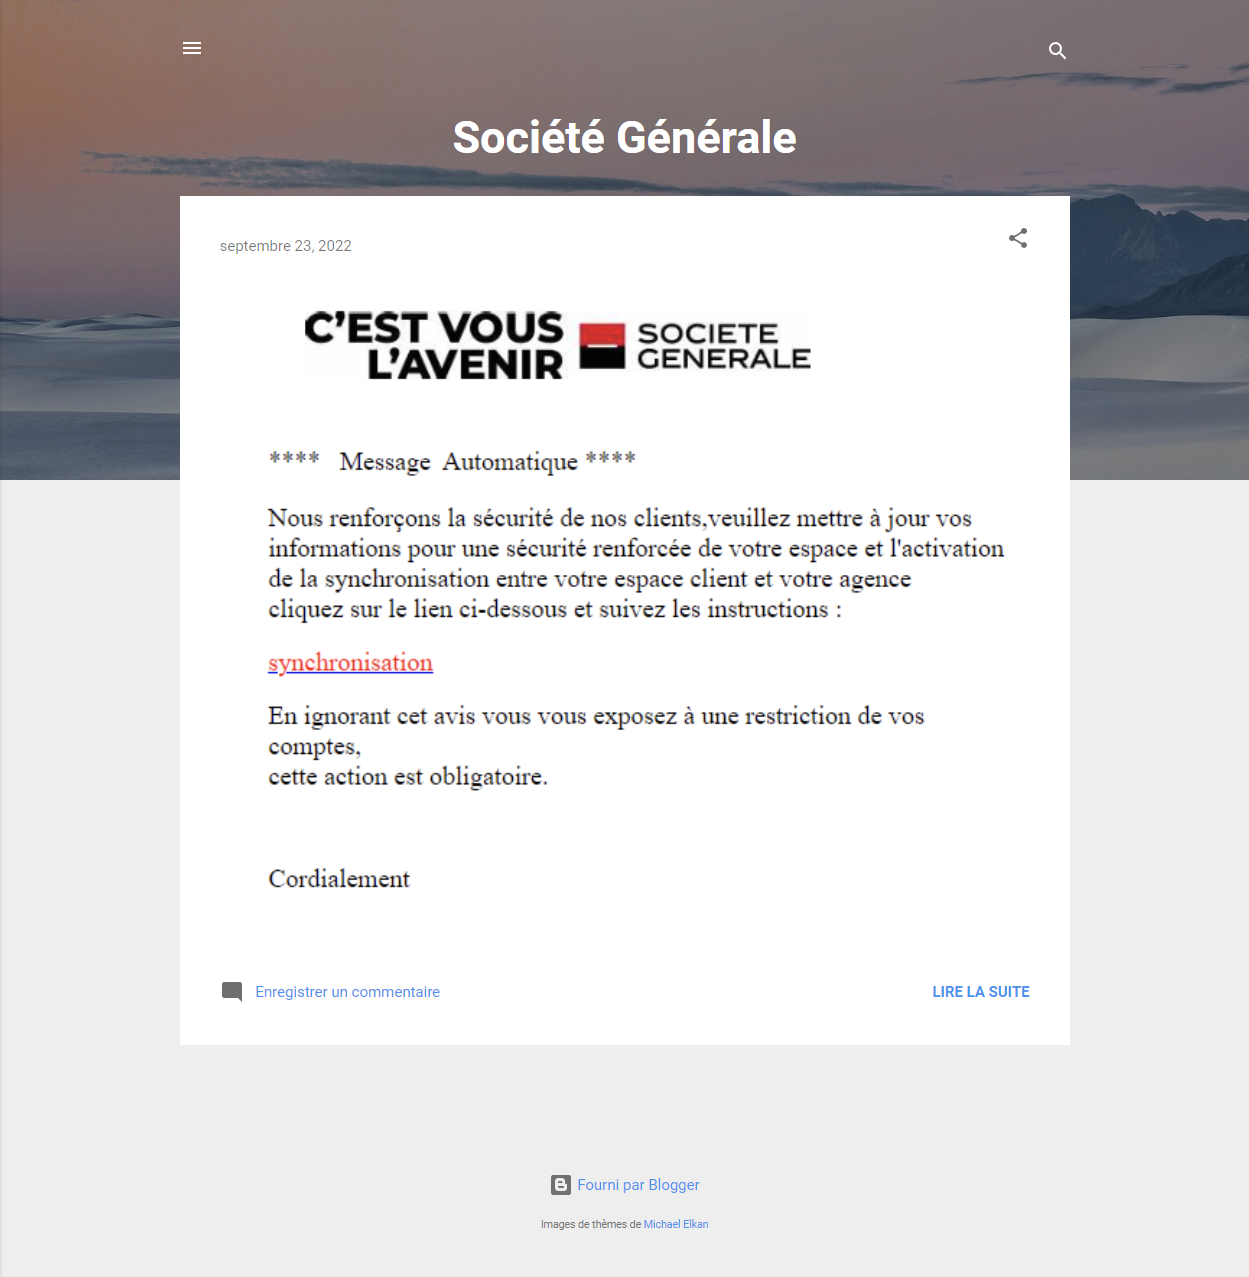 Société Générale
septembre 23, 2022
C'EST VOUS
L'AVENIR
SOCIETE
GENERALE
**** Message Automatique ****
Nous renforçons la sécurité de nos clients,veuillez mettre à jour vos
informations pour une sécurité renforcée de votre espace et l'activation
de la synchronisation entre votre espace client et votre agence
cliquez sur le lien ci-dessous et suivez les instructions :
synchronisation
En ignorant cet avis vous vous exposez à une restriction de vos
comptes,
cette action est obligatoire.
Cordialement
Enregistrer un commentaire
LIRE LA SUITE
Fourni par Blogger
Images de thèmes de Michael Elkan